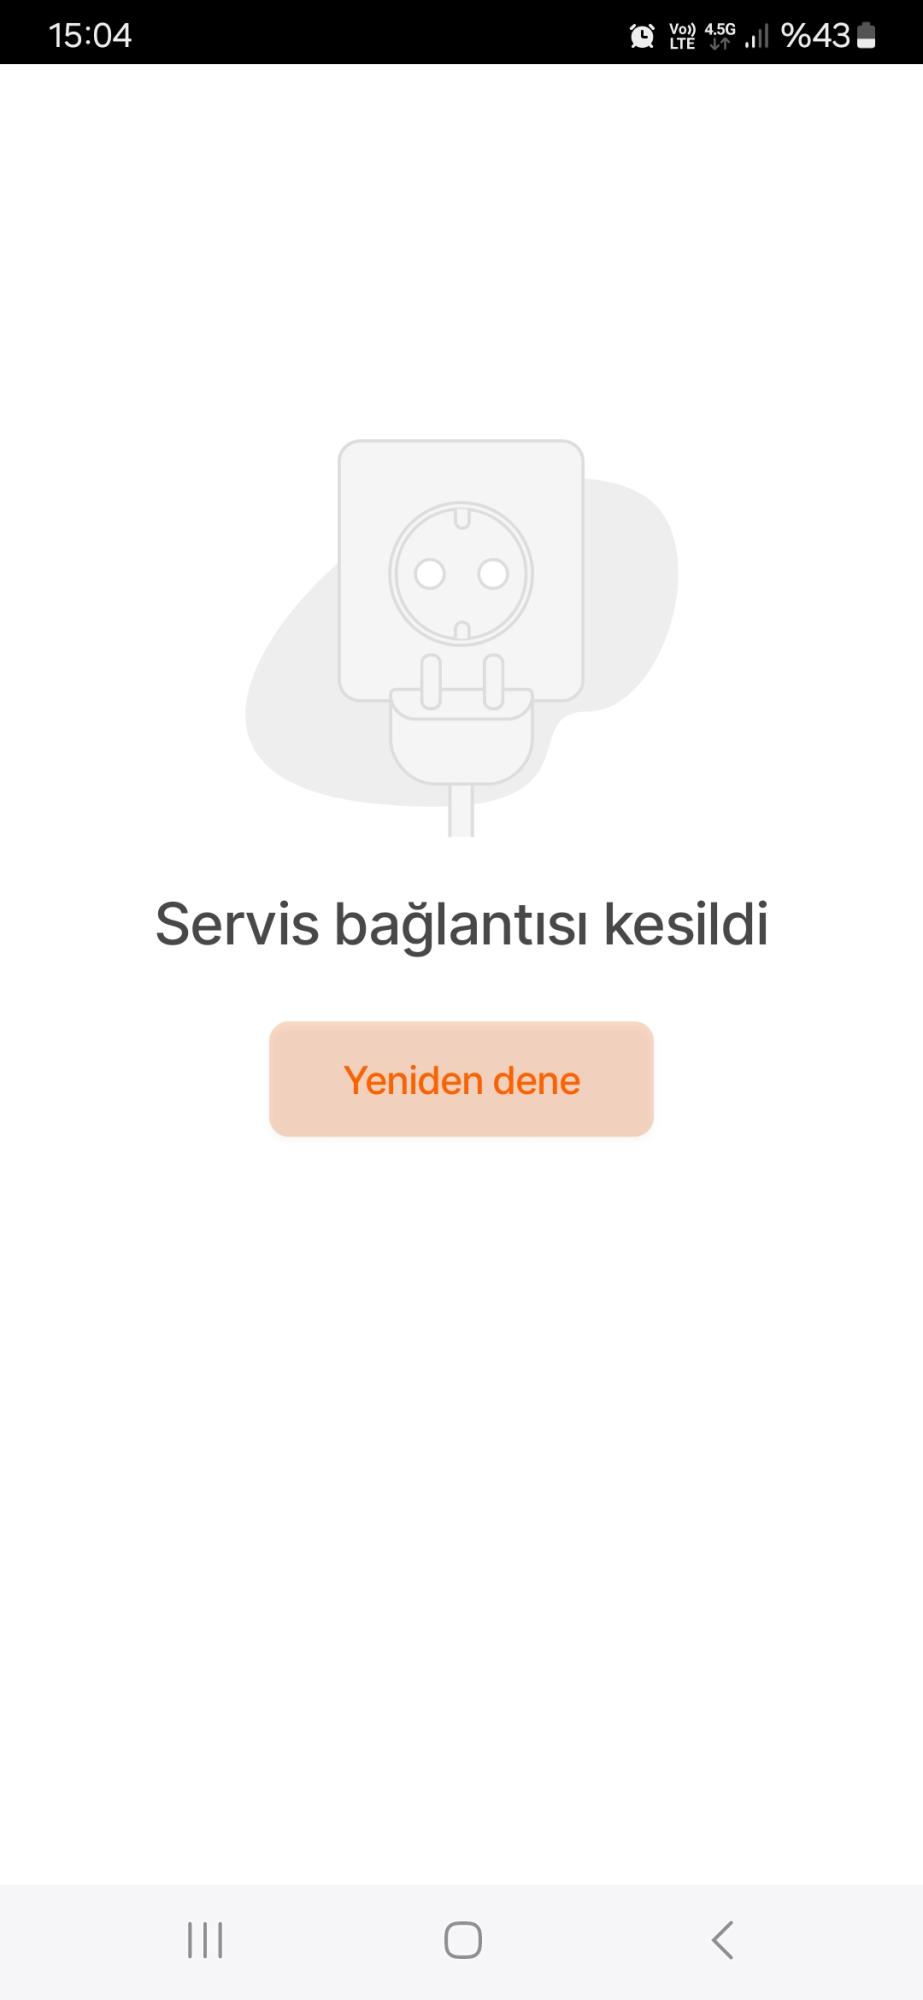 15:04
Vo)) LTE 4.5G %43
Servis bağlantısı kesildi
Yeniden dene